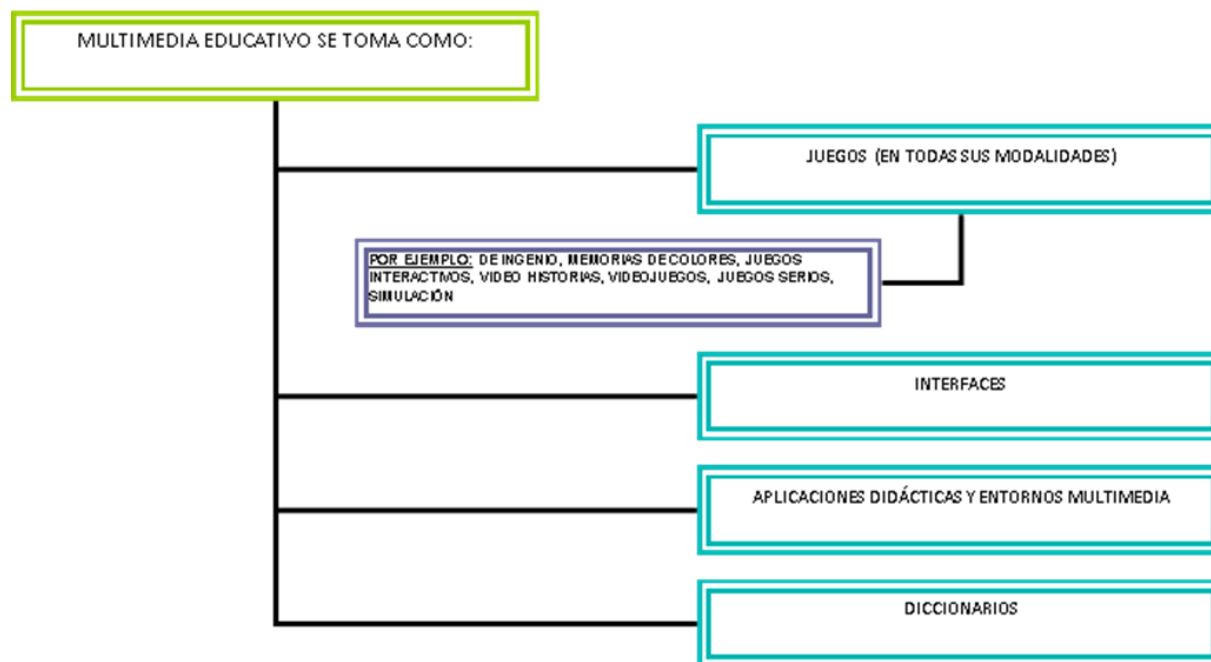 MULTIMEDIA EDUCATIVO SE TOMA COMO:
JUEGOS (EN TODAS SUS MODALIDADES)
POR EJEMPLO: DE INGENIO, MEMORIAS DE COLORES, JUEGOS
INTERACTIVOS, VIDEO HISTORIAS, VIDEOJUEGOS, JUEGOS SERIOS,
SIMULACIÓN
INTERFACES
APLICACIONES DIDÁCTICAS Y ENTORNOS MULTIMEDIA
DICCIONARIOS